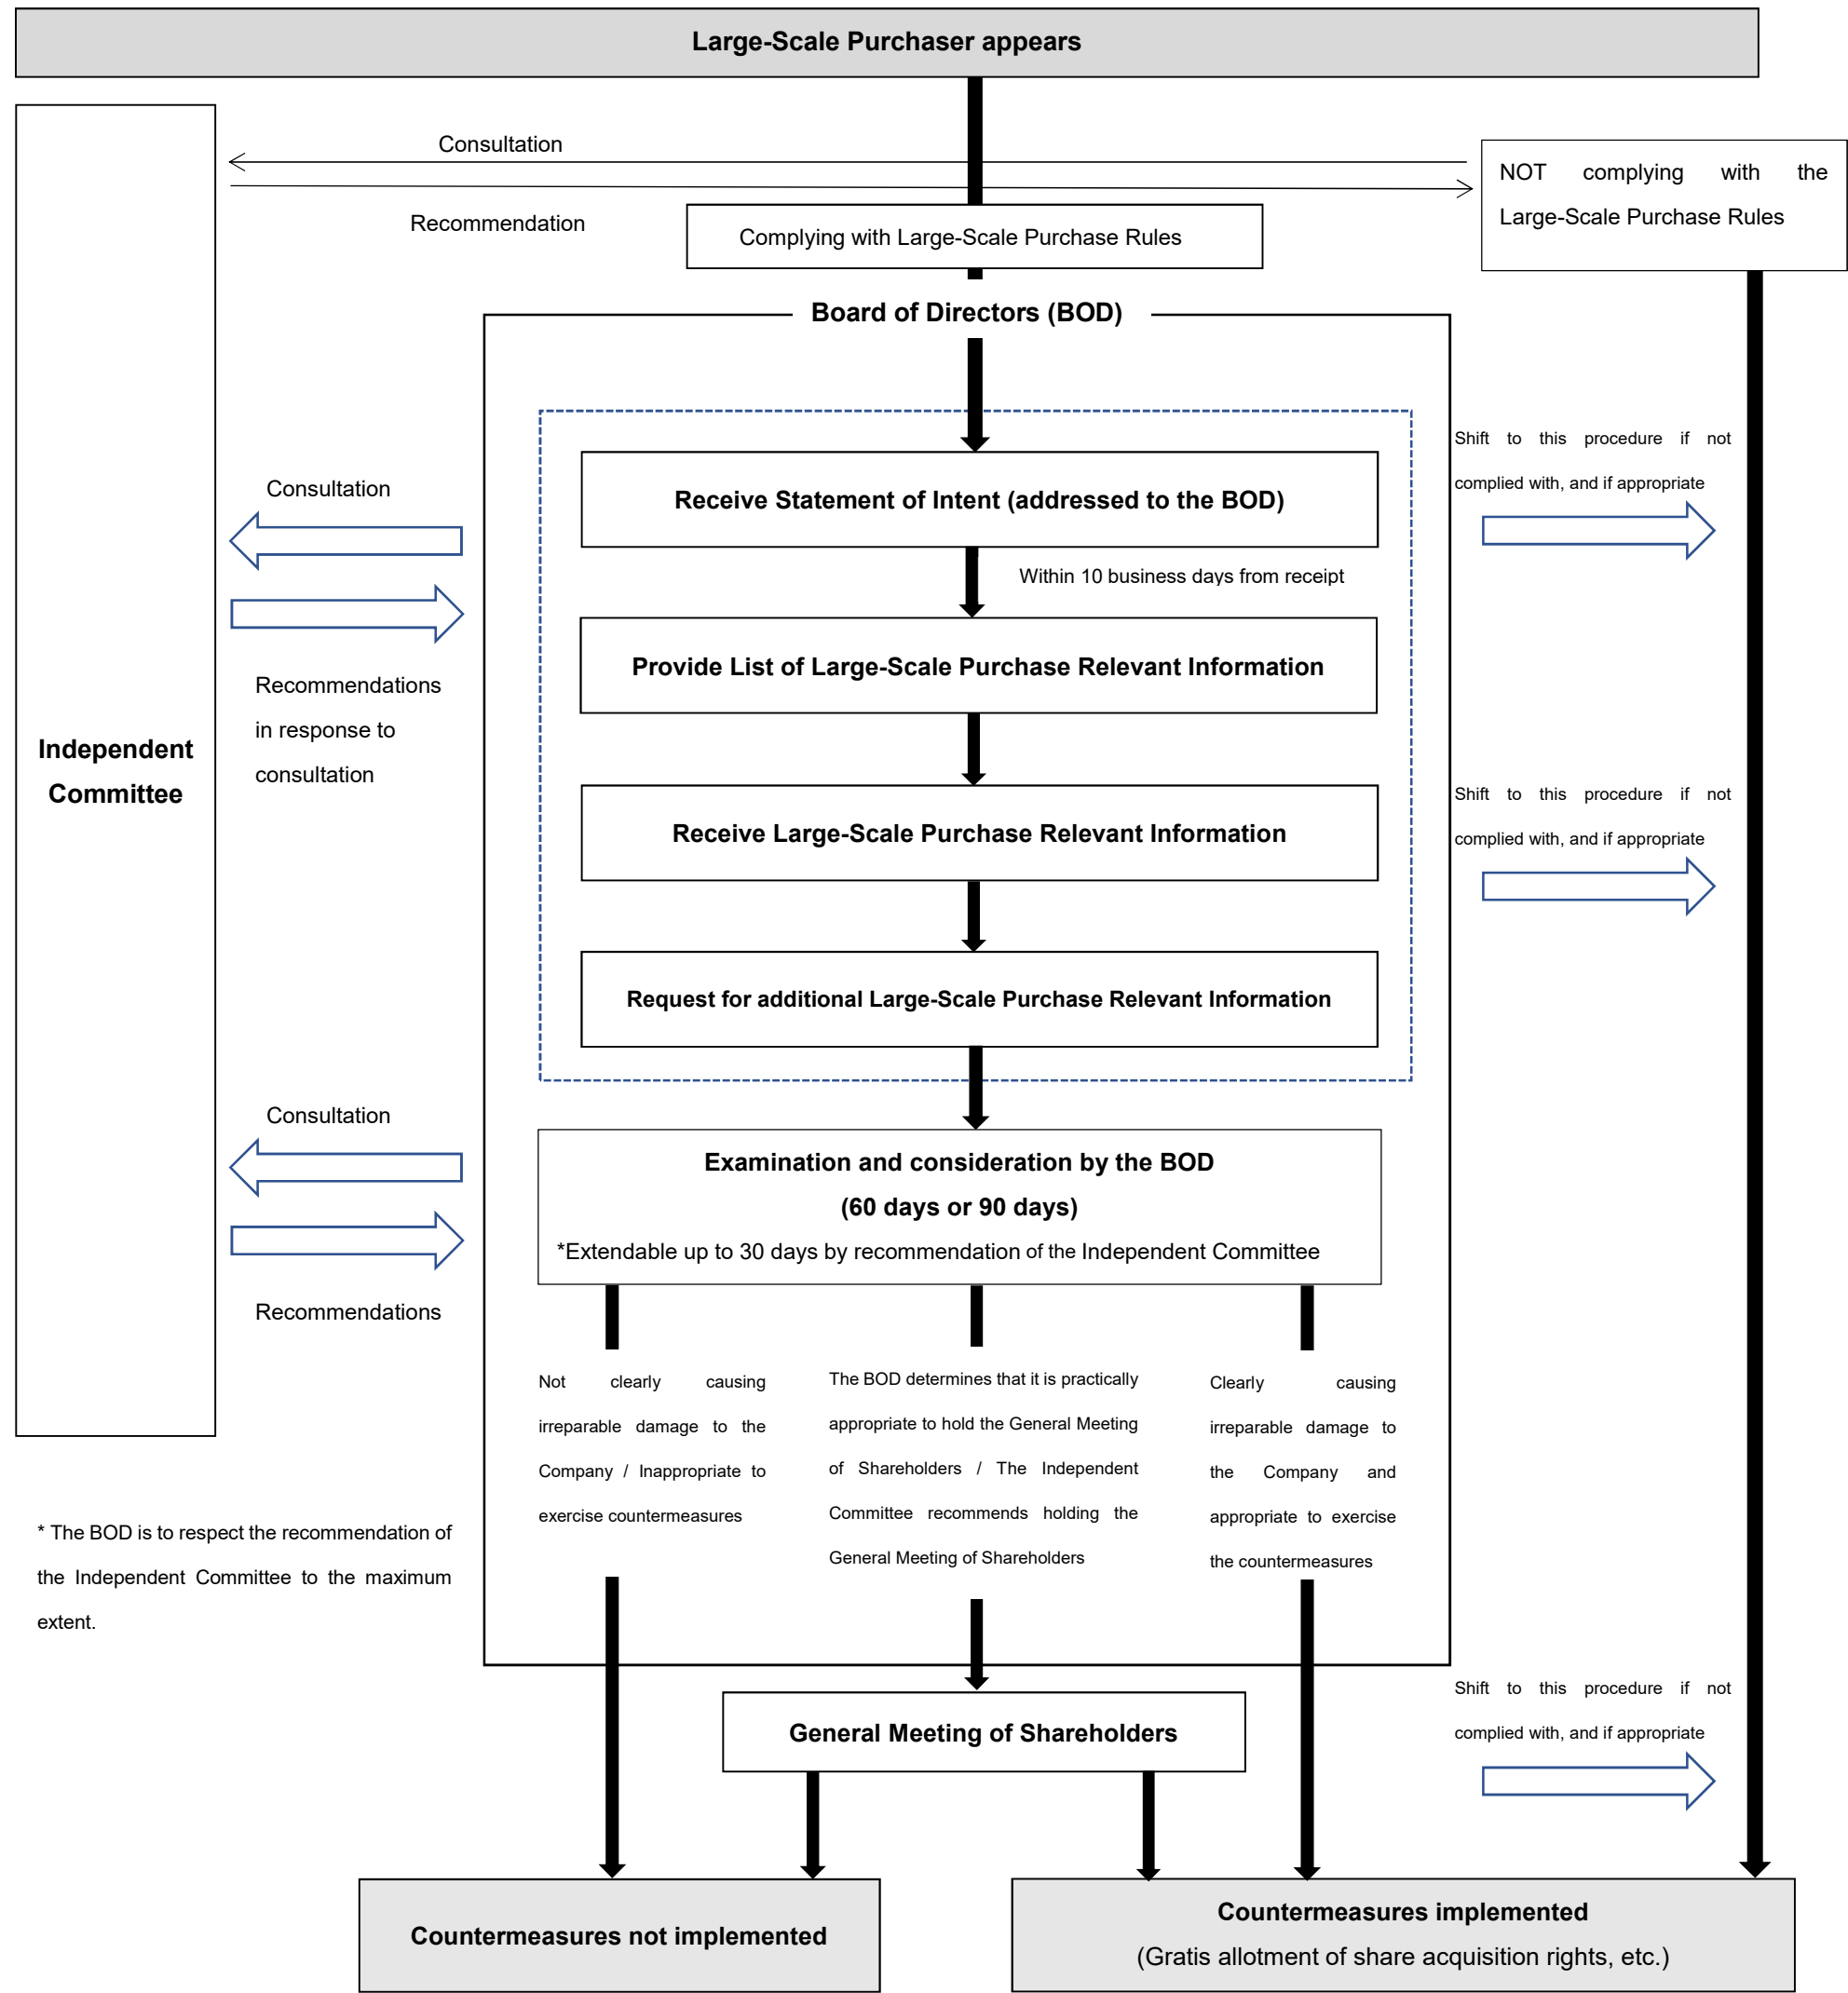 Large-Scale Purchaser appears
Consultation
Recommendation
NOT complying with the
Large-Scale Purchase Rules
Complying with Large-Scale Purchase Rules
Board of Directors (BOD)
Independent
Committee
Consultation
Recommendations
in response to
consultation
Receive Statement of Intent (addressed to the BOD)
Within 10 business days from receipt
Provide List of Large-Scale Purchase Relevant Information
Receive Large-Scale Purchase Relevant Information
Request for additional Large-Scale Purchase Relevant Information
Shift to this procedure if not
complied with, and if appropriate
Shift to this procedure if not
complied with, and if appropriate
Consultation
Recommendations
Examination and consideration by the BOD
(60 days or 90 days)
*Extendable up to 30 days by recommendation of the Independent Committee
Not clearly causing
irreparable damage to the
Company / Inappropriate to
exercise countermeasures
The BOD determines that it is practically
appropriate to hold the General Meeting
of Shareholders / The Independent
Committee recommends holding the
General Meeting of Shareholders
Clearly causing
irreparable damage to
the Company and
appropriate to exercise
the countermeasures
* The BOD is to respect the recommendation of
the Independent Committee to the maximum
extent.
General Meeting of Shareholders
Shift to this procedure if not
complied with, and if appropriate
Countermeasures not implemented
Countermeasures implemented
(Gratis allotment of share acquisition rights, etc.)